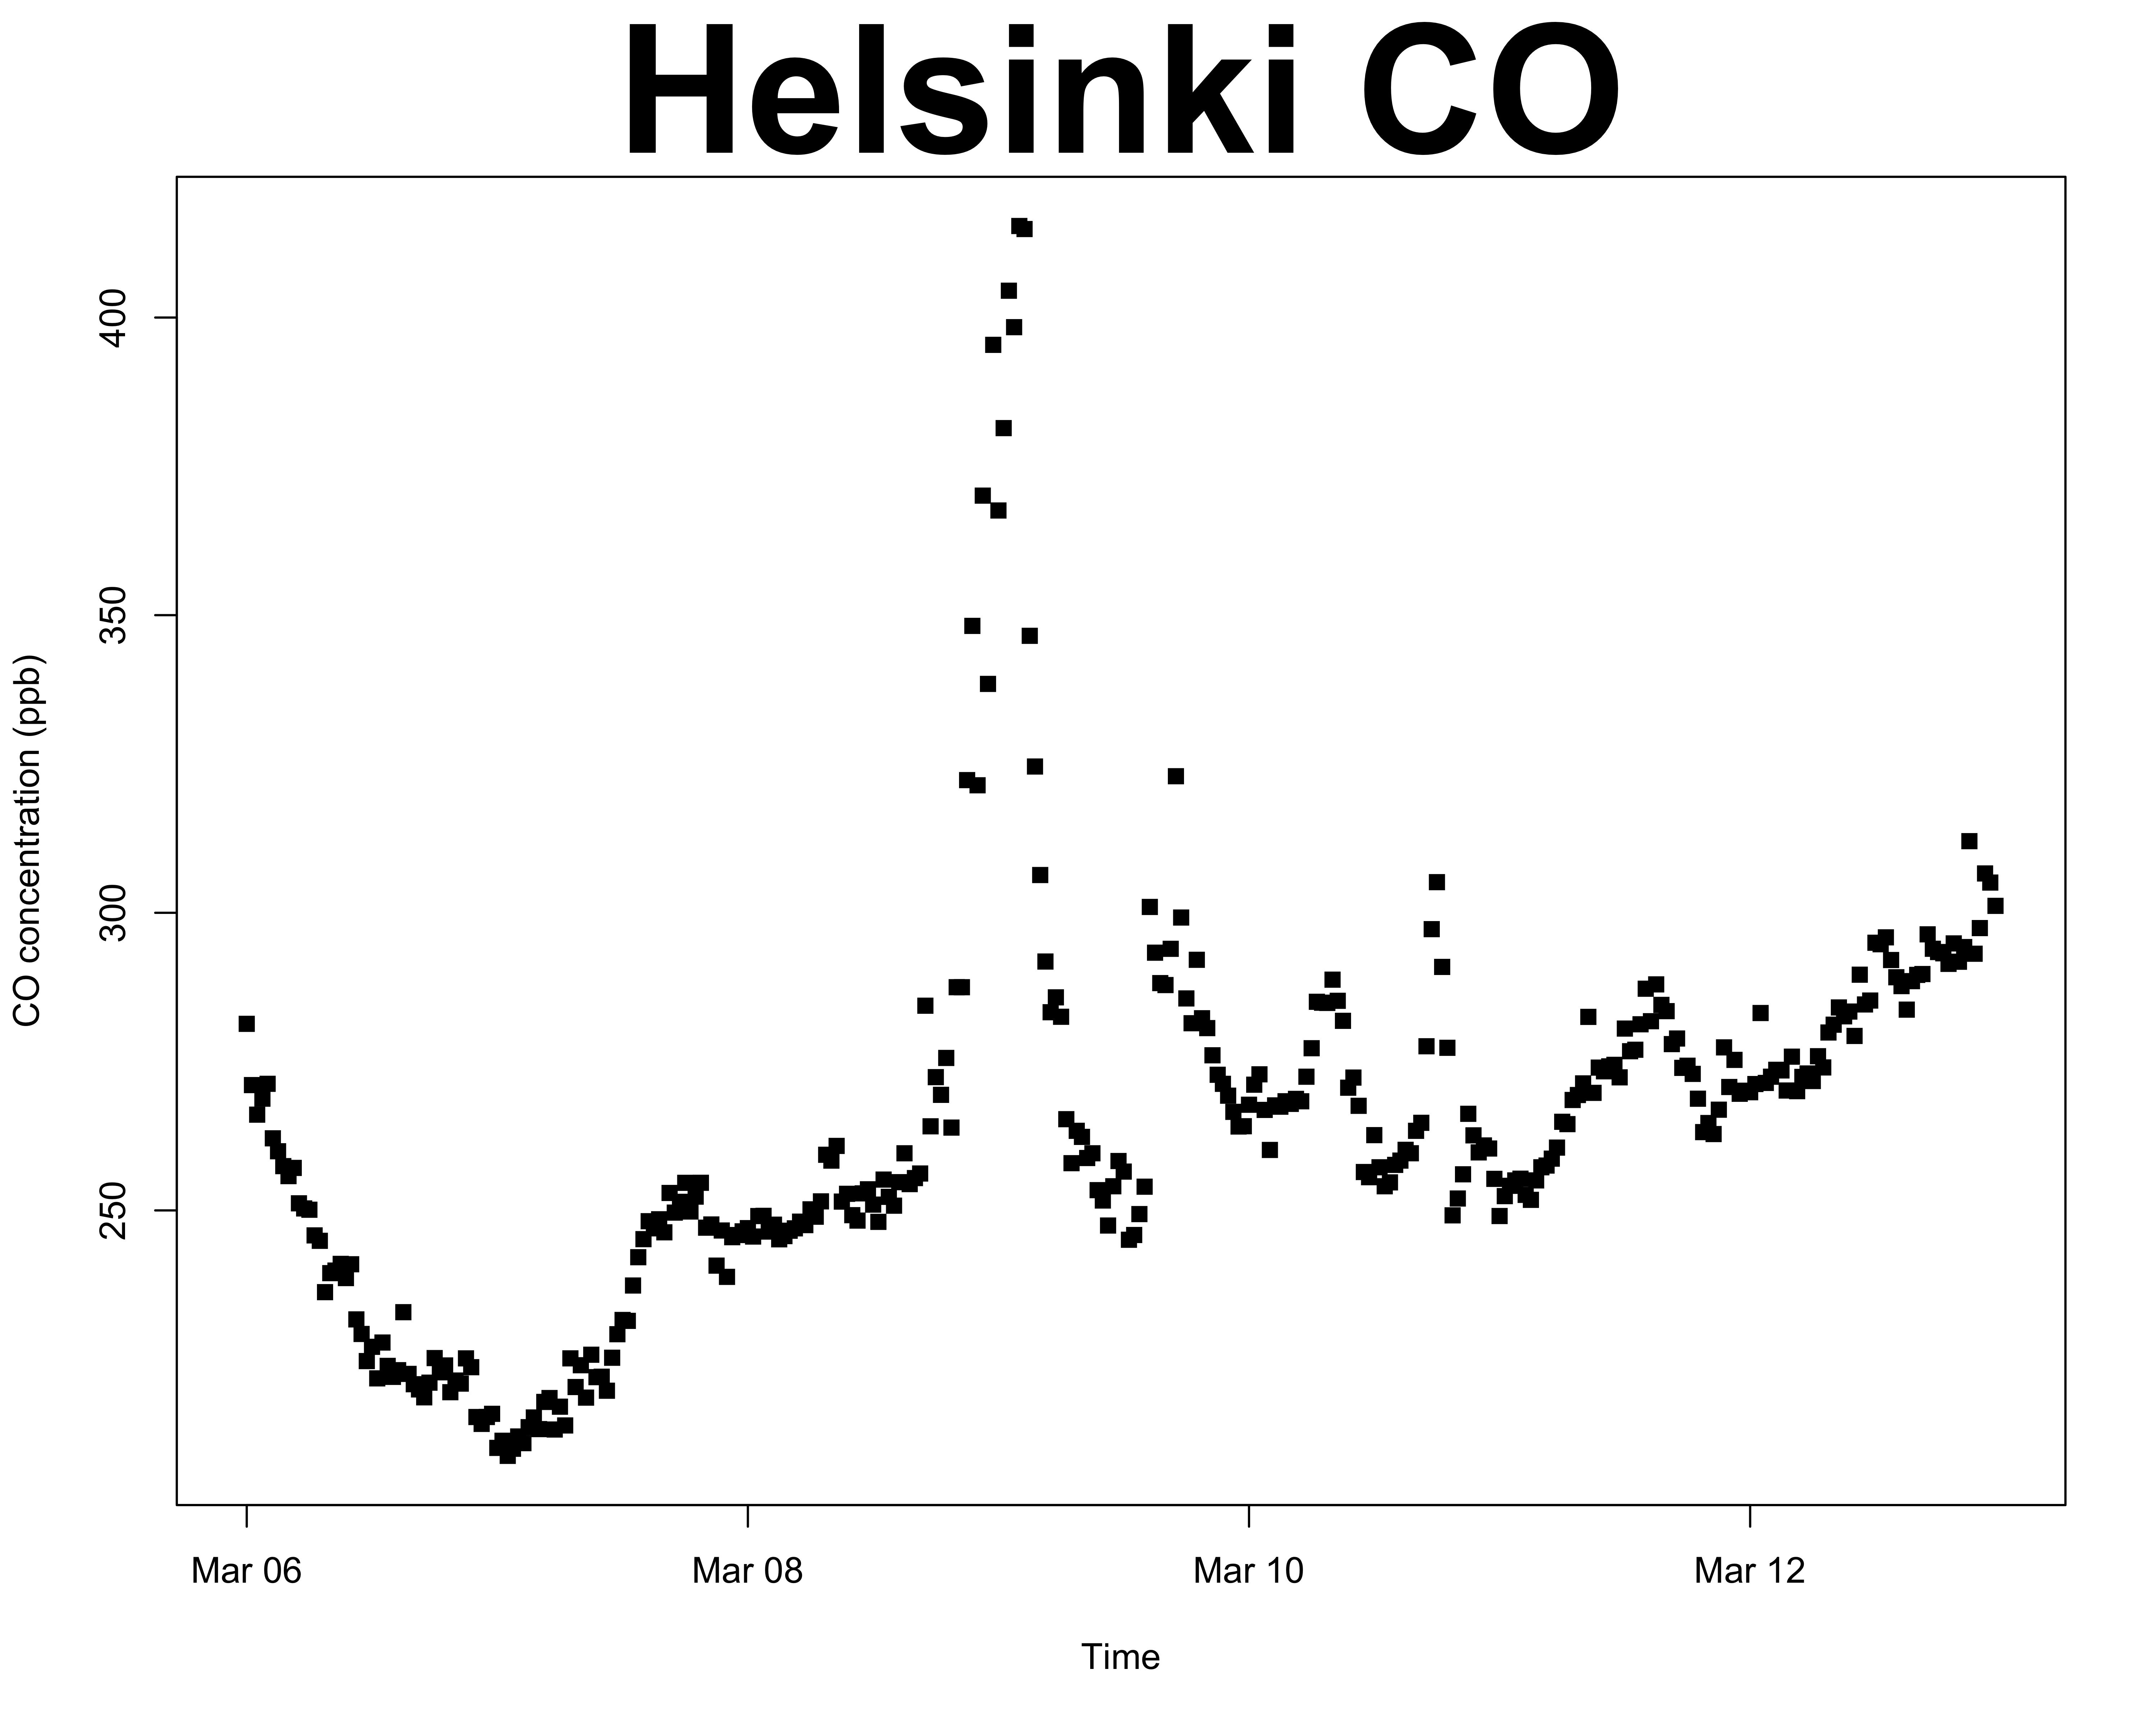 Helsinki CO
CO concentration (ppb)
400
350
300
250
Mar 06
Mar 08
Mar 10
Mar 12
Time